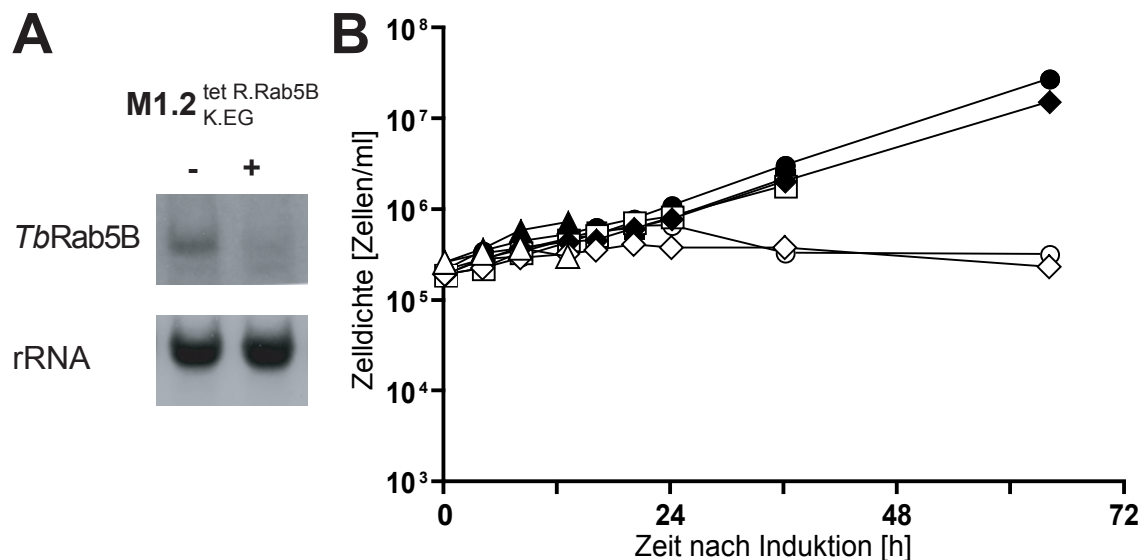 A
M1.2 tet R.Rab5B
K.EG
- +
TbRab5B
rRNA
B
Zelldichte [Zellen/ml]
10⁸
10⁷
10⁶
10⁵
10⁴
10³
0 24 48 72
Zeit nach Induktion [h]